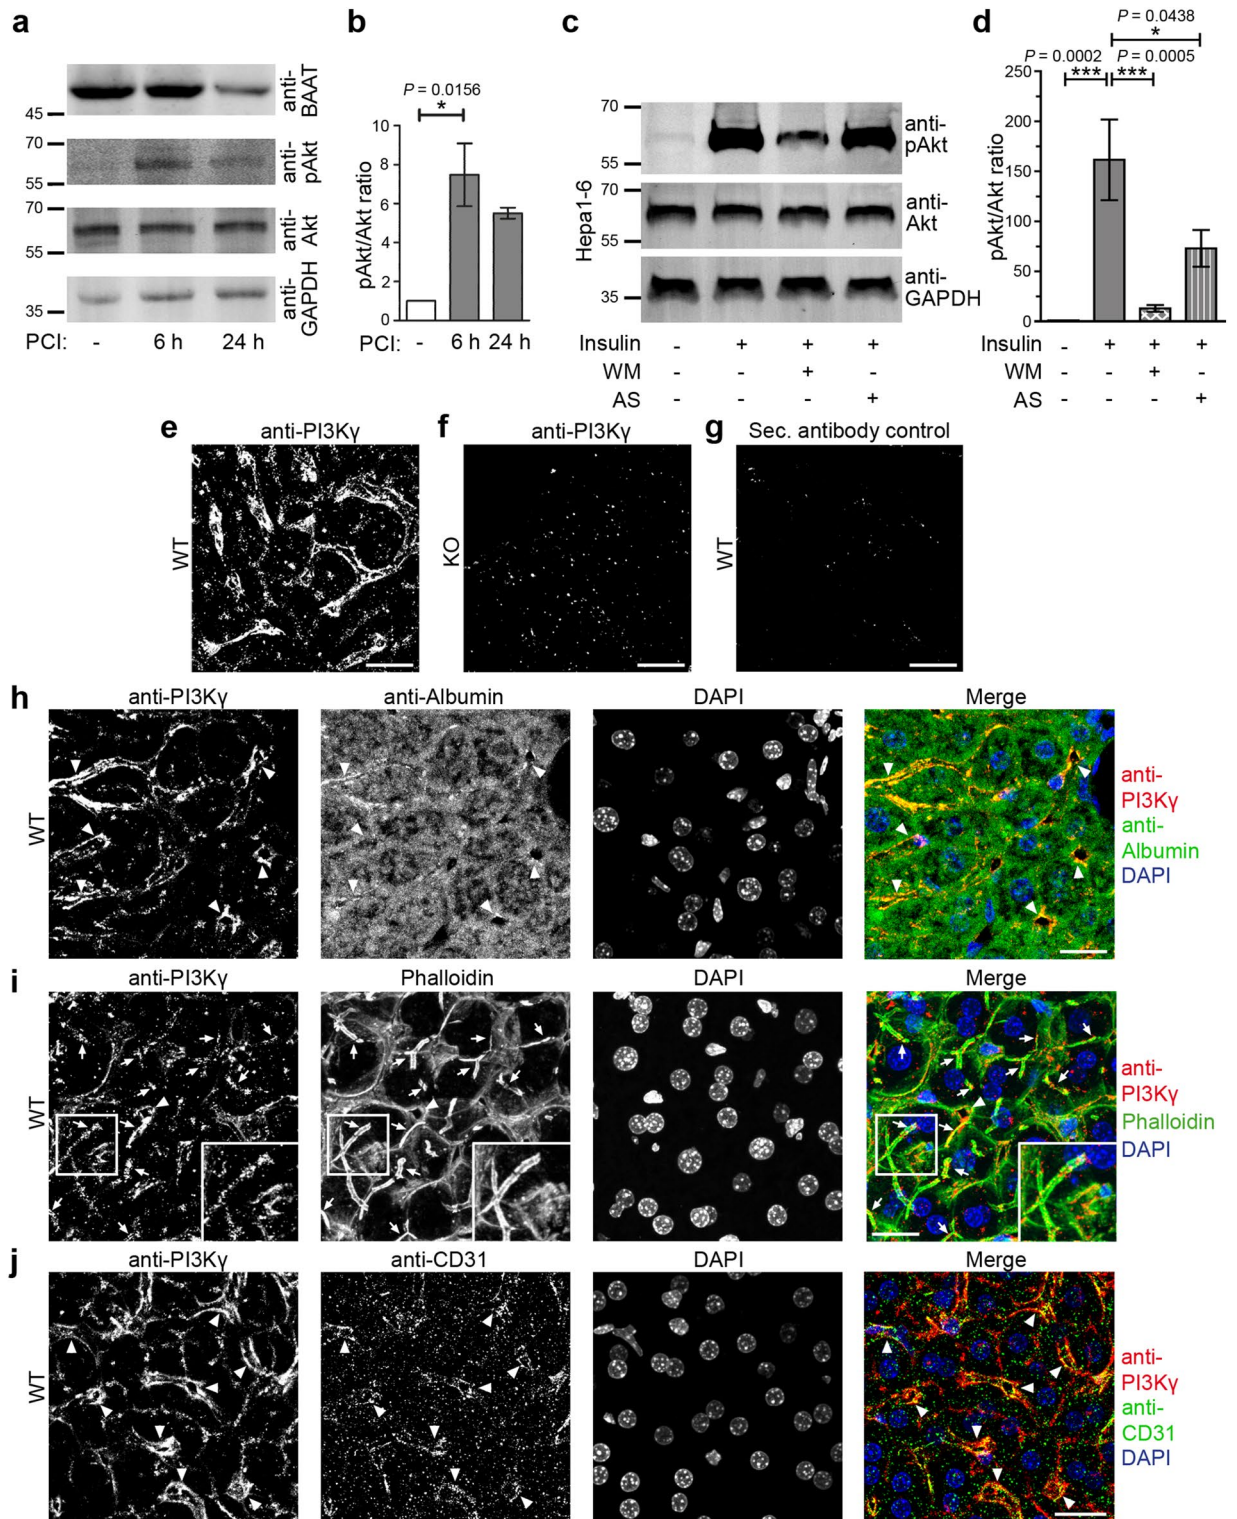 a
anti-
BAAT
45
70
anti-
pAkt
55
70
anti-
Akt
55
anti-
GAPDH
35
PCI: - 6 h 24 h
b
P = 0.0156
*
pAkt/Akt ratio
10
8
6
4
2
0
PCI: - 6 h 24 h
c
Hepa1-6
70
anti-
pAkt
55
70
anti-
Akt
55
anti-
GAPDH
35
Insulin - + + +
WM - - + -
AS - - - +
d
P = 0.0438
*
P = 0.0002 P = 0.0005
*** ***
pAkt/Akt ratio
250
200
150
100
50
0
Insulin - + + +
WM - - + -
AS - - - +
e
anti-PI3Kγ
WT
f
anti-PI3Kγ
KO
g
Sec. antibody control
WT
h
anti-PI3Kγ anti-Albumin DAPI Merge
WT
anti-
PI3Kγ
anti-
Albumin
DAPI
i
anti-PI3Kγ Phalloidin DAPI Merge
WT
anti-
PI3Kγ
Phalloidin
DAPI
j
anti-PI3Kγ anti-CD31 DAPI Merge
WT
anti-
PI3Kγ
anti-
CD31
DAPI